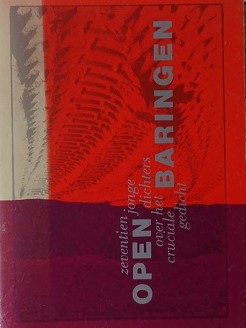 zeventien jonge
dichters
OPEN BARINGEN
over het
cruciale
gedicht